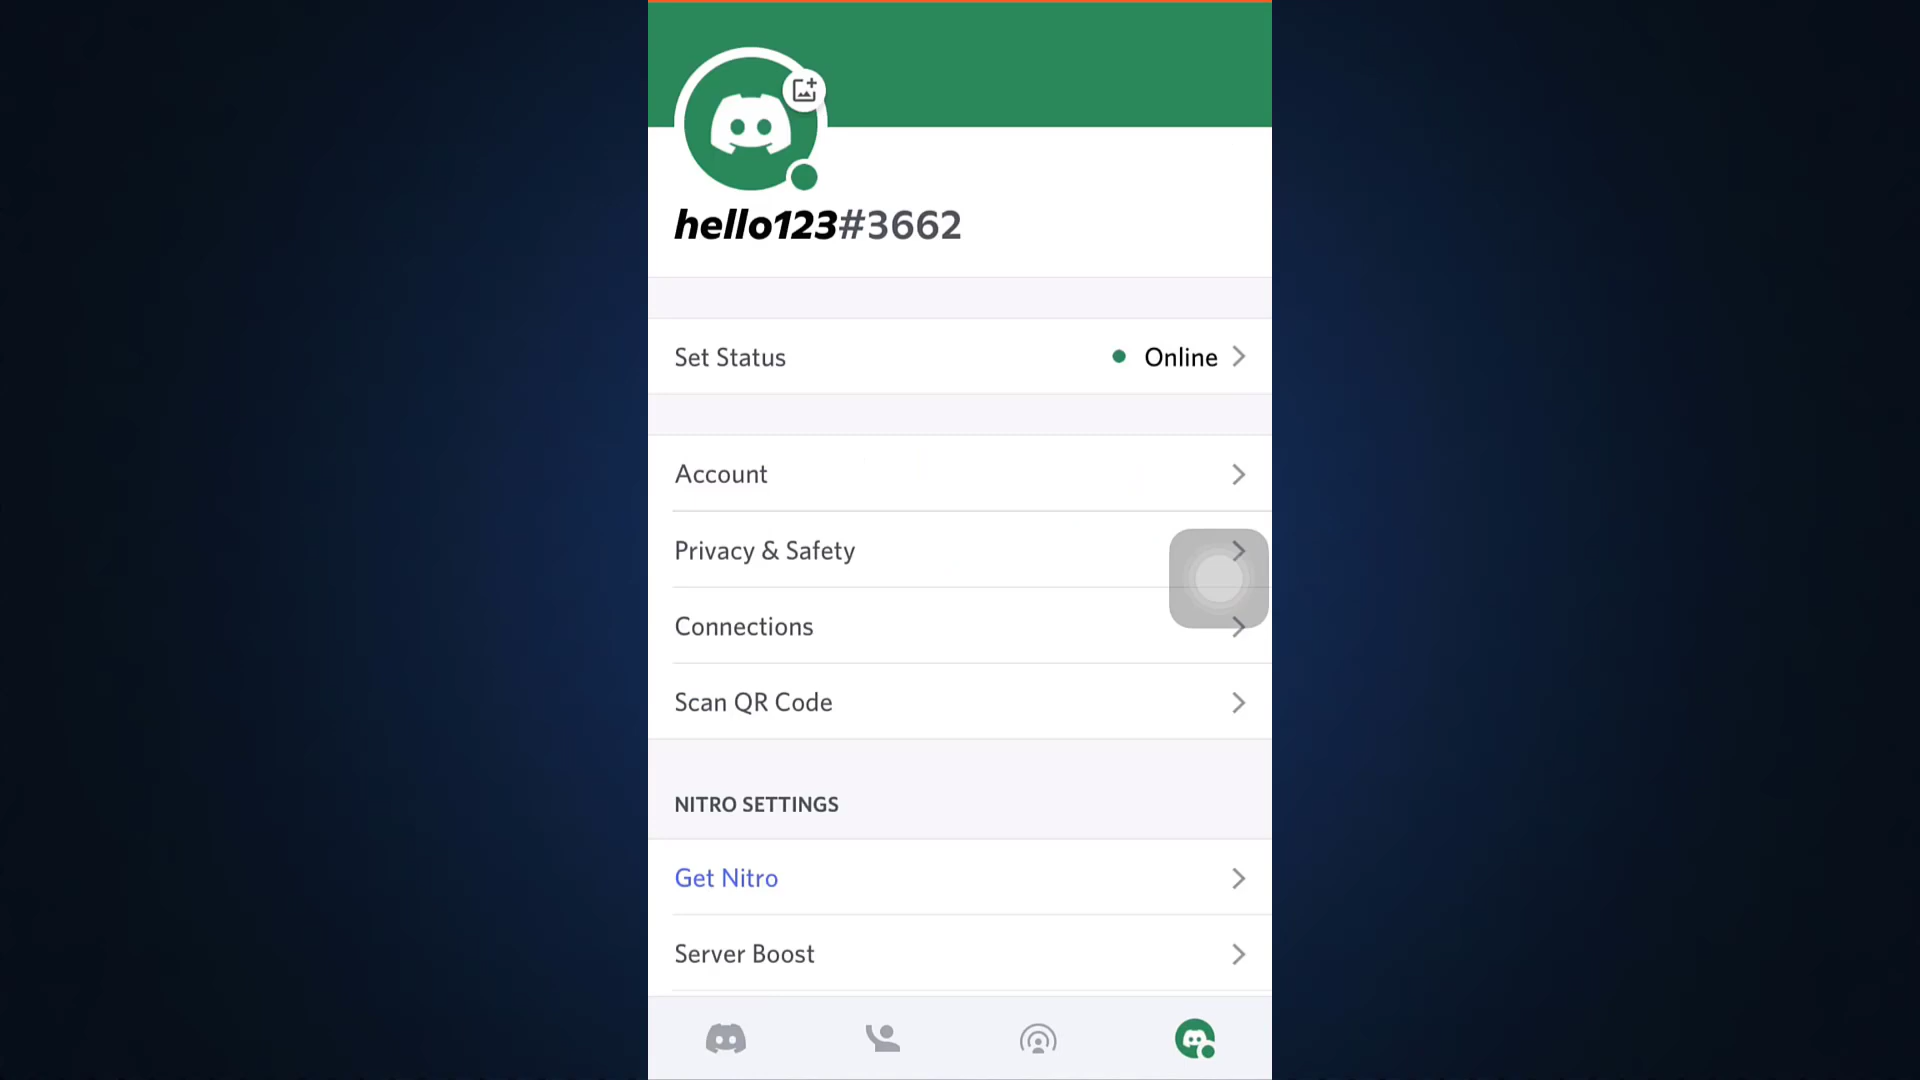 hello123#3662
Set Status Online
Account
Privacy & Safety
Connections
Scan QR Code
NITRO SETTINGS
Get Nitro
Server Boost